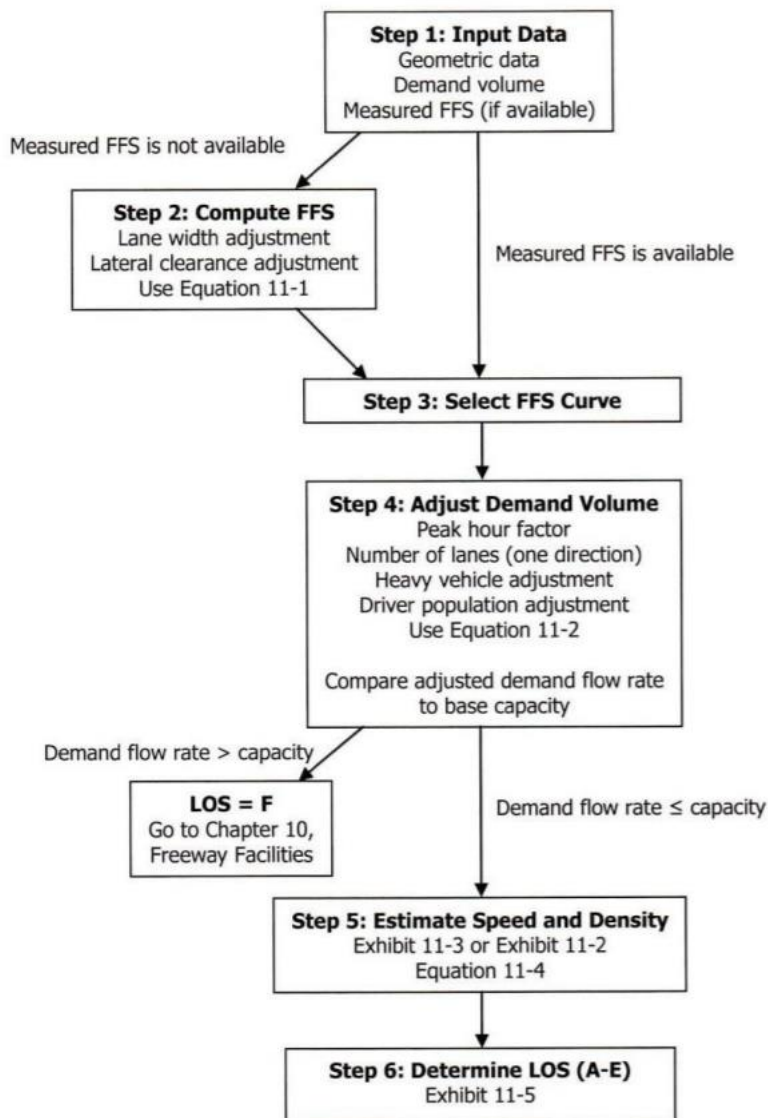 Step 1: Input Data
Geometric data
Demand volume
Measured FFS (if available)
Measured FFS is not available
Step 2: Compute FFS
Lane width adjustment
Lateral clearance adjustment
Use Equation 11-1
Measured FFS is available
Step 3: Select FFS Curve
Step 4: Adjust Demand Volume
Peak hour factor
Number of lanes (one direction)
Heavy vehicle adjustment
Driver population adjustment
Use Equation 11-2
Compare adjusted demand flow rate
to base capacity
Demand flow rate > capacity
LOS = F
Go to Chapter 10,
Freeway Facilities
Demand flow rate ≤ capacity
Step 5: Estimate Speed and Density
Exhibit 11-3 or Exhibit 11-2
Equation 11-4
Step 6: Determine LOS (A-E)
Exhibit 11-5